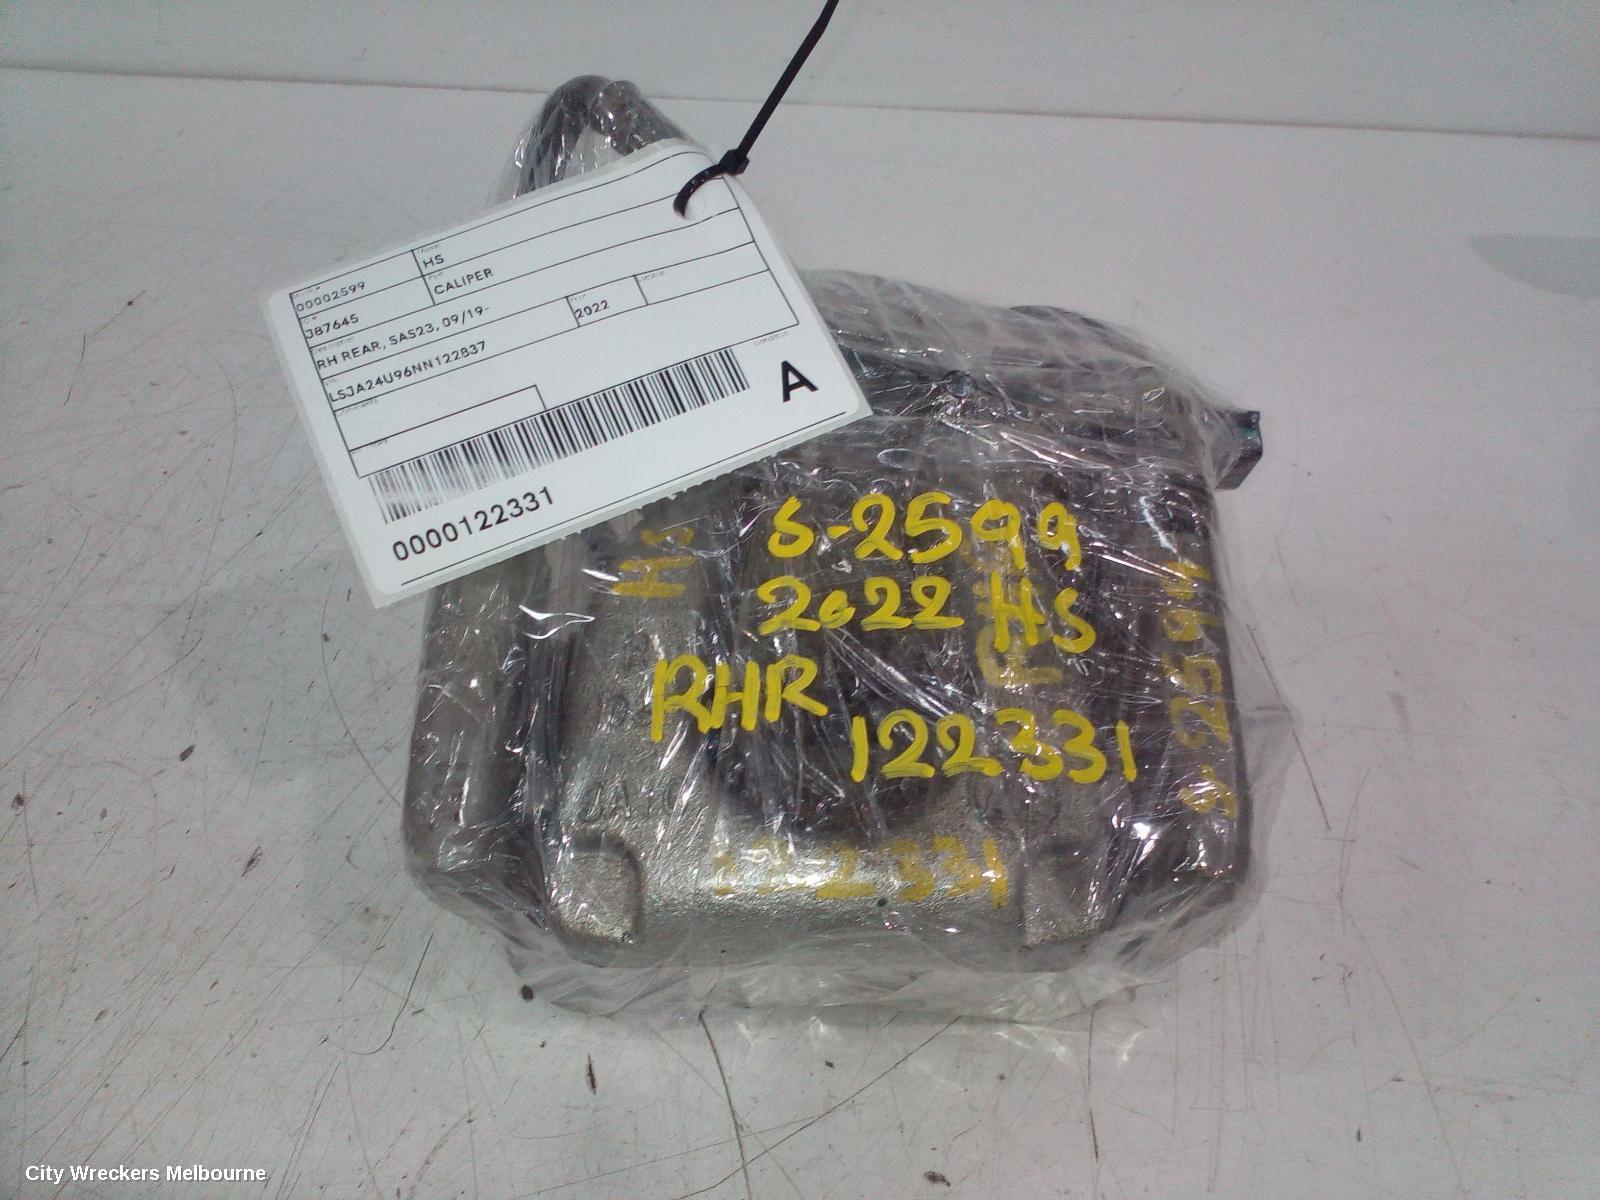 HS
00002599
CALIPER
J87645
RH REAR, SAS23, 09/19-
2022
LSJA24U96NN122837
A
0000122331
Hs
S-2599
2022 HS
RHR
122331
122331
City Wreckers Melbourne